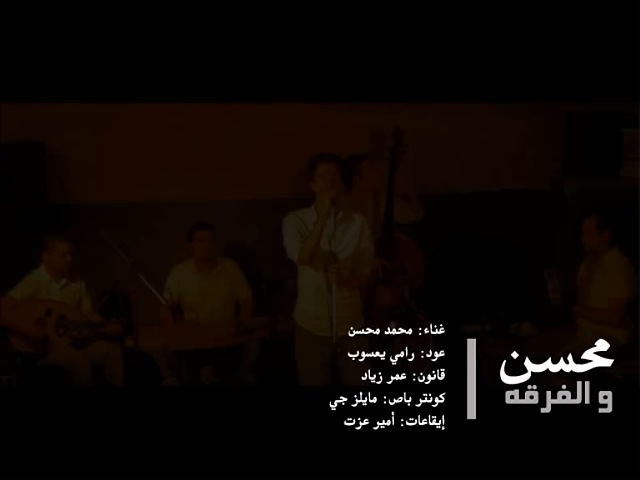 محسن
و الفرقه
غناء: محمد محسن
عود: رامي يعسوب
قانون: عمر زياد
كونتر باص: مايلز جي
إيقاعات: أمير عزت